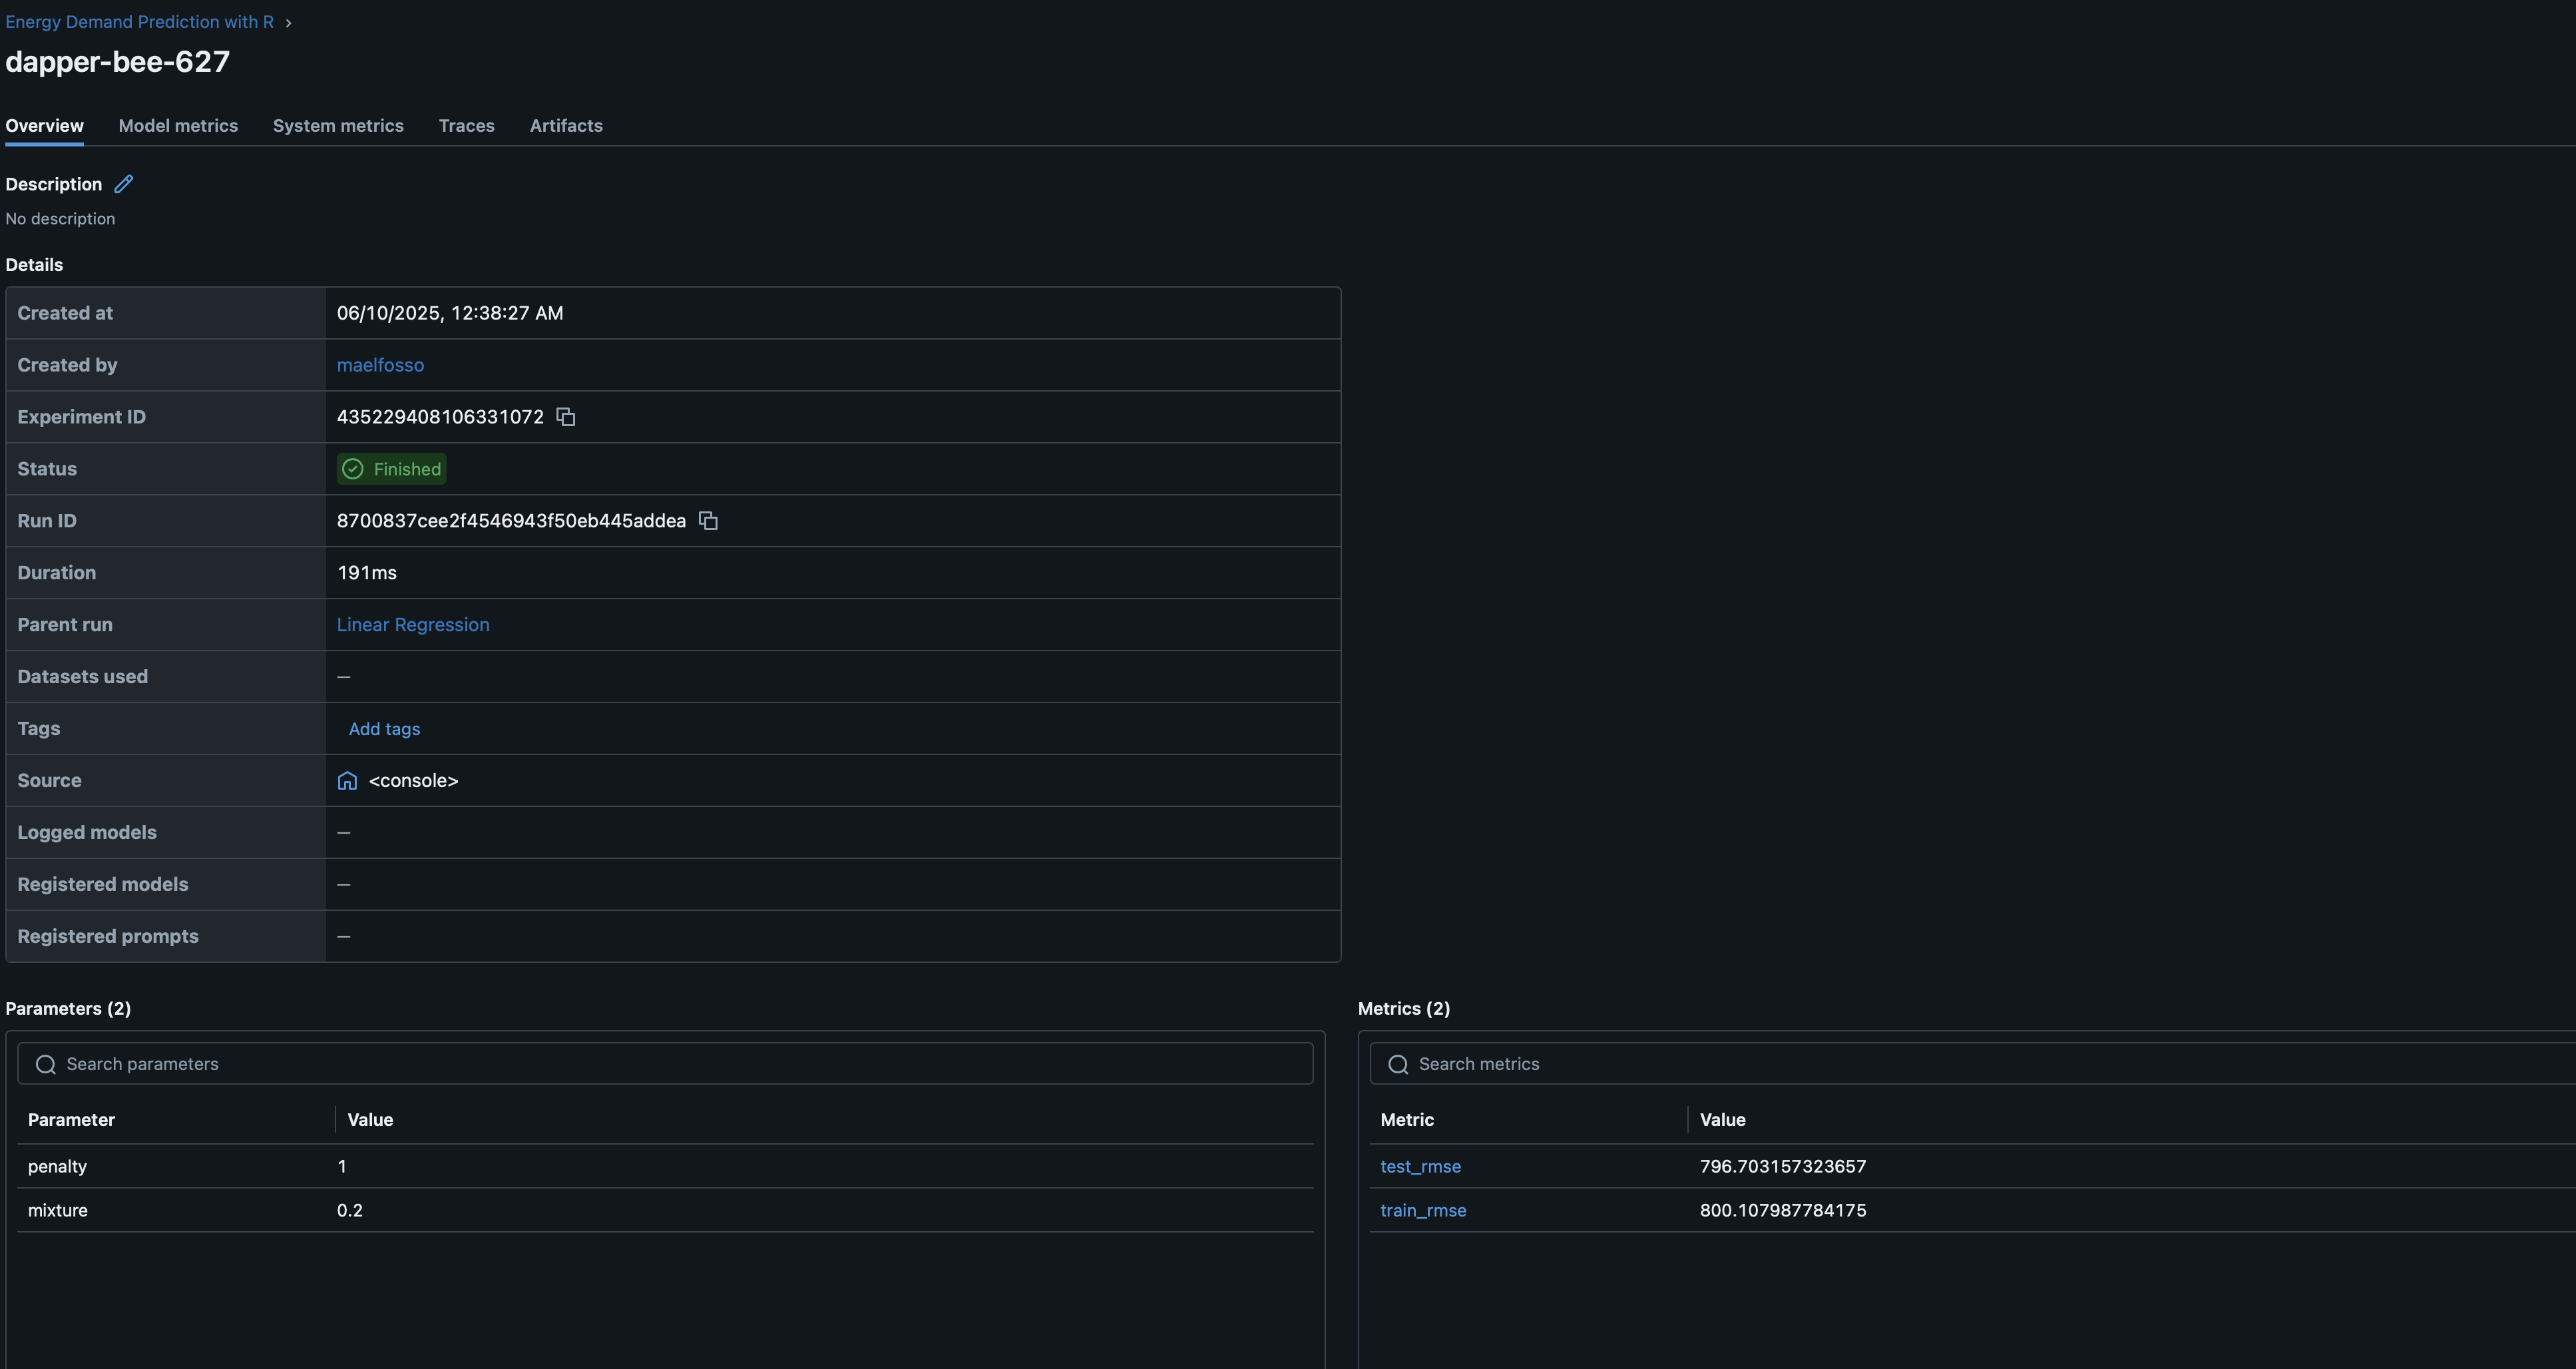 Energy Demand Prediction with R >
dapper-bee-627
Overview Model metrics System metrics Traces Artifacts
Description
No description
Details
Created at 06/10/2025, 12:38:27 AM
Created by maelfosso
Experiment ID 435229408106331072
Status Finished
Run ID 8700837cee2f4546943f50eb445addea
Duration 191ms
Parent run Linear Regression
Datasets used —
Tags Add tags
Source <console>
Logged models —
Registered models —
Registered prompts —
Parameters (2)
Search parameters
Parameter Value
penalty 1
mixture 0.2
Metrics (2)
Search metrics
Metric Value
test_rmse 796.703157323657
train_rmse 800.107987784175